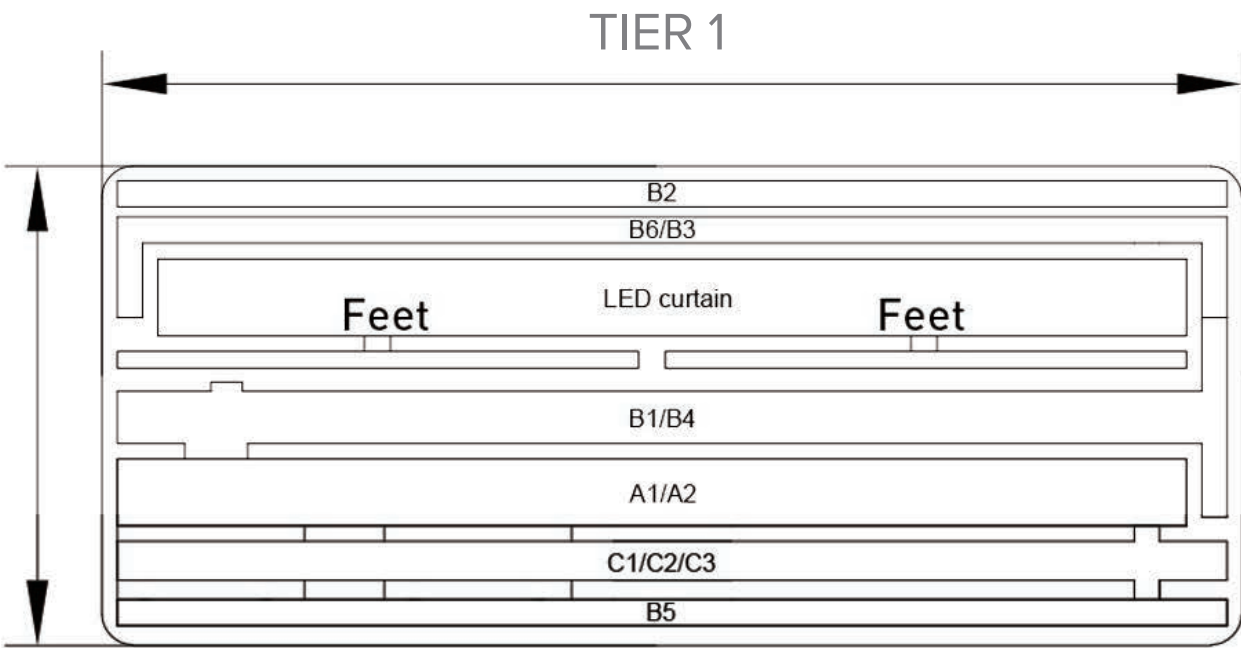 TIER 1
B2
B6/B3
LED curtain
Feet Feet
B1/B4
A1/A2
C1/C2/C3
B5